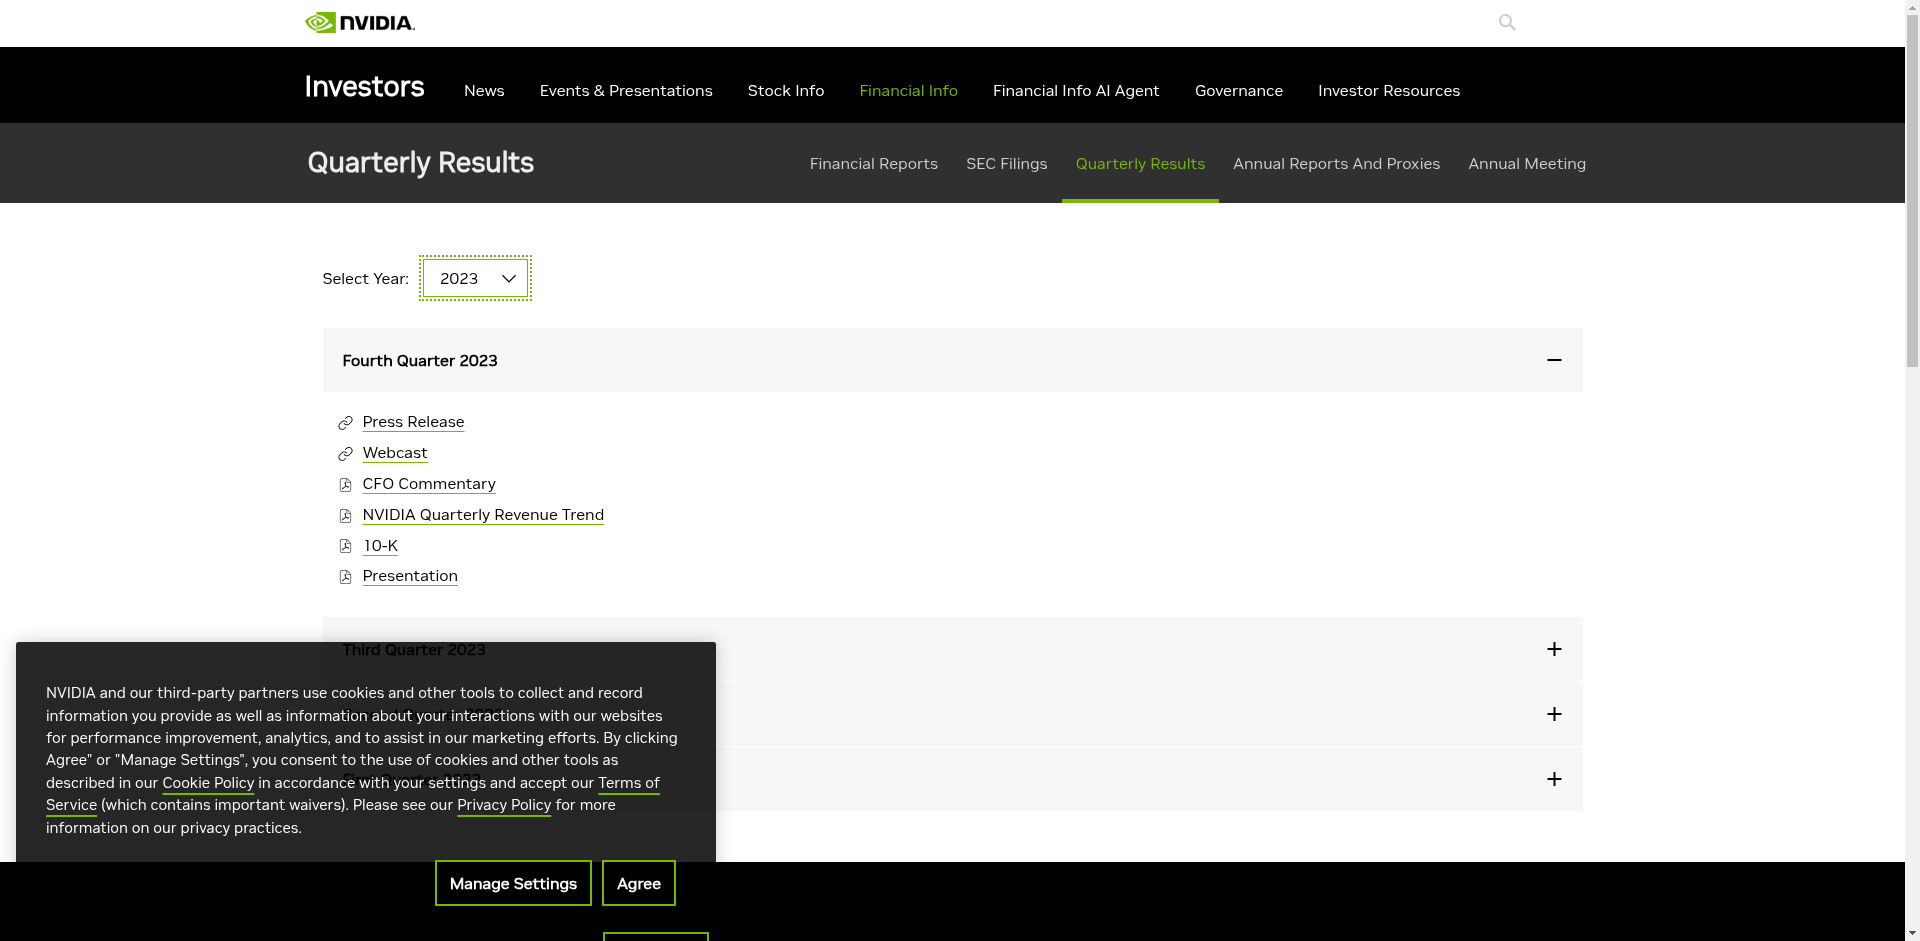 NVIDIA.
Investors
News
Events & Presentations
Stock Info
Financial Info
Financial Info AI Agent
Governance
Investor Resources
Quarterly Results
Financial Reports
SEC Filings
Quarterly Results
Annual Reports And Proxies
Annual Meeting
Select Year:
2023
Fourth Quarter 2023
Press Release
Webcast
CFO Commentary
NVIDIA Quarterly Revenue Trend
10-K
Presentation
Third Quarter 2023
NVIDIA and our third-party partners use cookies and other tools to collect and record
information you provide as well as information about your interactions with our websites
for performance improvement, analytics, and to assist in our marketing efforts. By clicking
Agree" or "Manage Settings", you consent to the use of cookies and other tools as
described in our Cookie Policy in accordance with your settings and accept our Terms of
Service (which contains important waivers). Please see our Privacy Policy for more
information on our privacy practices.
Manage Settings
Agree